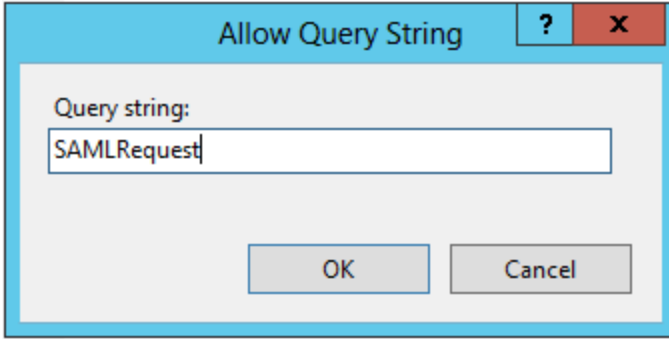 Allow Query String
?
x
Query string:
SAMLRequest
OK
Cancel